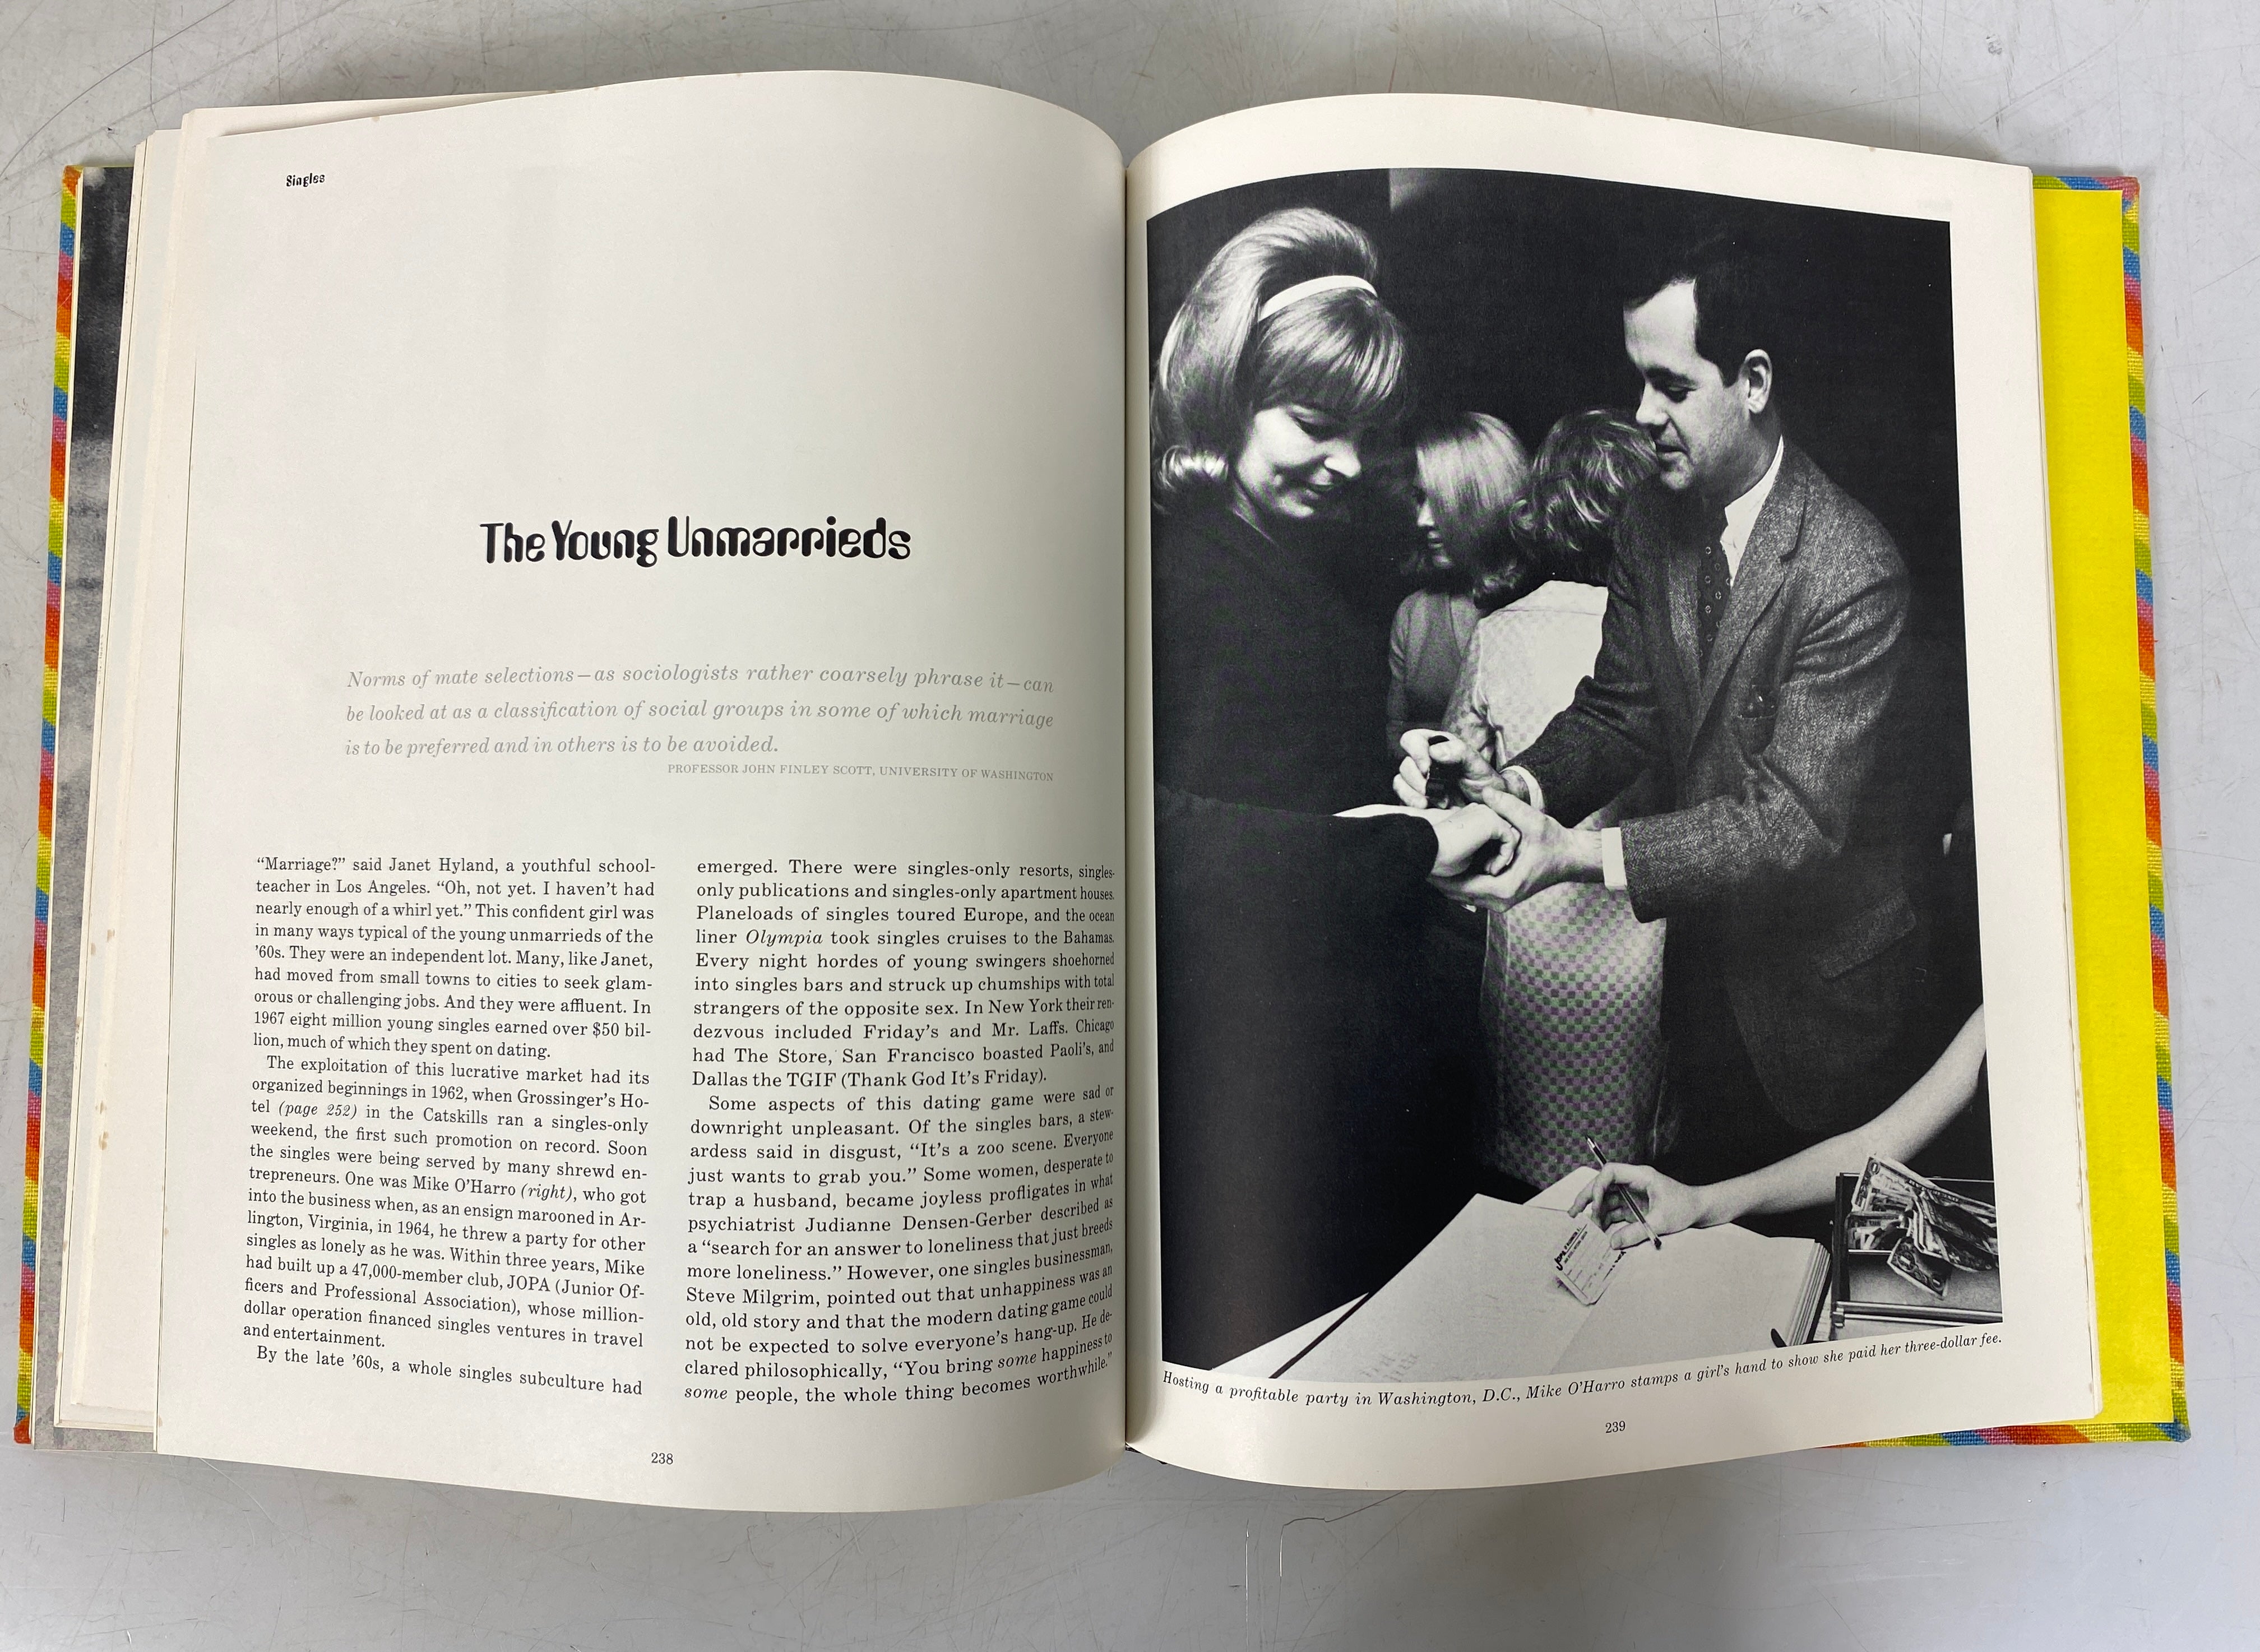 Singles
The Young Unmarrieds
Norms of mate selections—as sociologists rather coarsely phrase it—can
be looked at as a classification of social groups in some of which marriage
is to be preferred and in others is to be avoided.
PROFESSOR JOHN FINLEY SCOTT, UNIVERSITY OF WASHINGTON
“Marriage?” said Janet Hyland, a youthful school-
teacher in Los Angeles. “Oh, not yet. I haven’t had
nearly enough of a whirl yet.” This confident girl was
in many ways typical of the young unmarrieds of the
’60s. They were an independent lot. Many, like Janet,
had moved from small towns to cities to seek glam-
orous or challenging jobs. And they were affluent. In
1967 eight million young singles earned over $50 bil-
lion, much of which they spent on dating.
The exploitation of this lucrative market had its
organized beginnings in 1962, when Grossinger’s Ho-
tel (page 252) in the Catskills ran a singles-only
weekend, the first such promotion on record. Soon
the singles were being served by many shrewd en-
trepreneurs. One was Mike O’Harro (right), who got
into the business when, as an ensign marooned in Ar-
lington, Virginia, in 1964, he threw a party for other
singles as lonely as he was. Within three years, Mike
had built up a 47,000-member club, JOPA (Junior Of-
ficers and Professional Association), whose million-
dollar operation financed singles ventures in travel
and entertainment.
By the late ’60s, a whole singles subculture had
emerged. There were singles-only resorts, singles-
only publications and singles-only apartment houses.
Planeloads of singles toured Europe, and the ocean
liner Olympia took singles cruises to the Bahamas.
Every night hordes of young swingers shoehorned
into singles bars and struck up chumships with total
strangers of the opposite sex. In New York their ren-
dezvous included Friday’s and Mr. Laffs. Chicago
had The Store, San Francisco boasted Paoli’s, and
Dallas the TGIF (Thank God It’s Friday).
Some aspects of this dating game were sad or
downright unpleasant. Of the singles bars, a stew-
ardess said in disgust, “It’s a zoo scene. Everyone
just wants to grab you.” Some women, desperate to
trap a husband, became joyless profligates in what
psychiatrist Judianne Densen-Gerber described as
a “search for an answer to loneliness that just breeds
more loneliness.” However, one singles businessman,
Steve Milgrim, pointed out that unhappiness was an
old, old story and that the modern dating game could
not be expected to solve everyone’s hang-up. He de-
clared philosophically, “You bring some happiness to
some people, the whole thing becomes worthwhile.”
238
Hosting a profitable party in Washington, D.C., Mike O’Harro stamps a girl’s hand to show she paid her three-dollar fee.
239